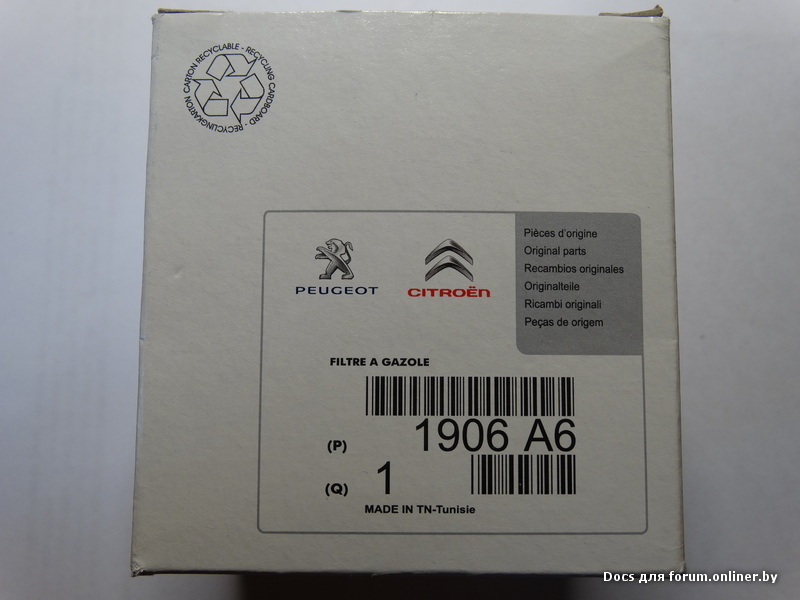 CARTON RECYCLABLE - RECYCLING CARDBOARD - RECYCLINGKARTON
PEUGEOT
CITROËN
Pièces d'origine
Original parts
Recambios originales
Originalteile
Ricambi originali
Peças de origem
FILTRE A GAZOLE
(P) 1906 A6
(Q) 1
MADE IN TN-Tunisie
Docs для forum.onliner.by